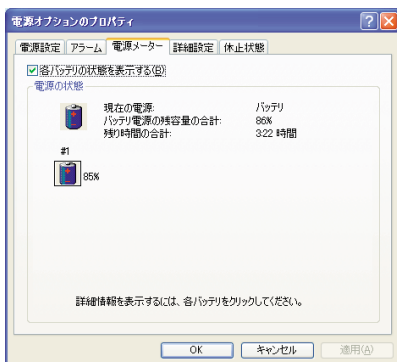 電源オプションのプロパティ
電源設定 アラーム 電源メーター 詳細設定 休止状態
各バッテリの状態を表示する(B)
電源の状態
現在の電源: バッテリ
バッテリ電源の残容量の合計: 86%
残り時間の合計: 3:22 時間
#1
85%
詳細情報を表示するには、各バッテリをクリックしてください。
OK キャンセル 適用(A)